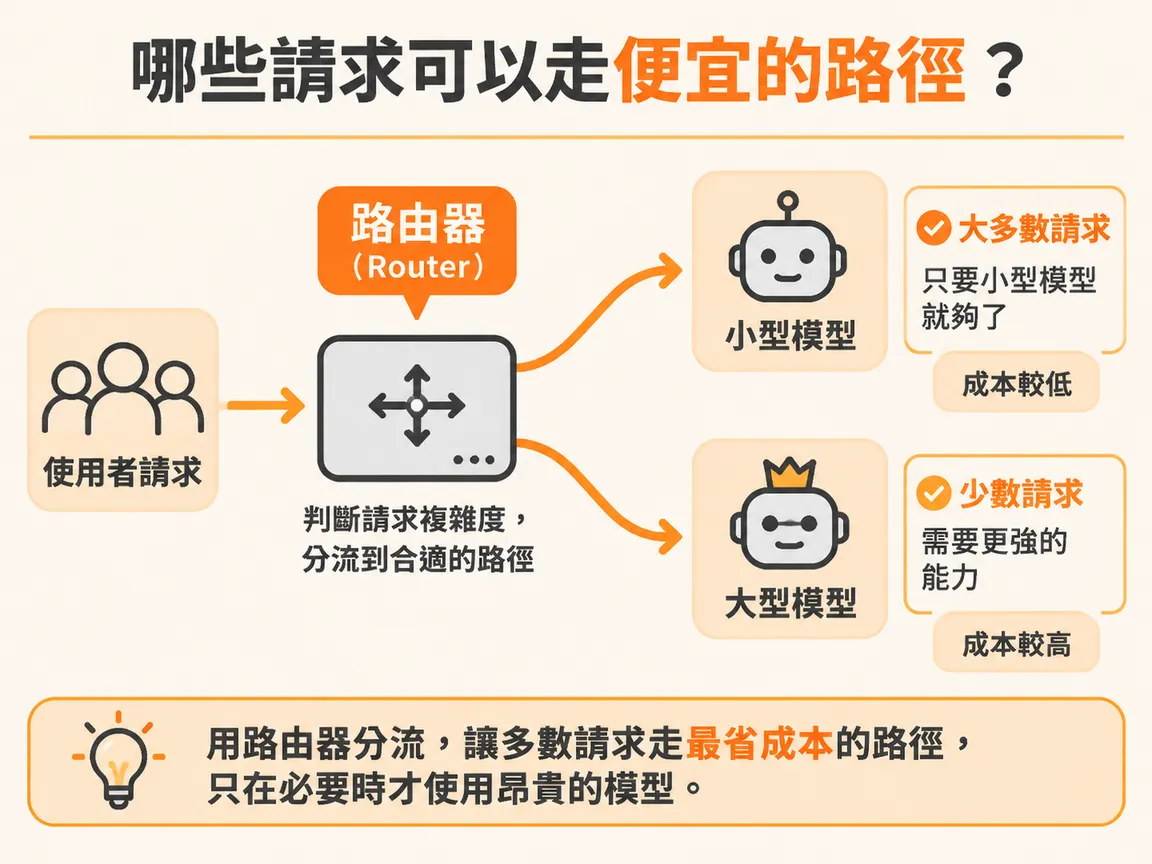 哪些請求可以走便宜的路徑？
路由器
（Router）
使用者請求
判斷請求複雜度，
分流到合適的路徑
小型模型
大多數請求
只要小型模型
就夠了
成本較低
大型模型
少數請求
需要更強的
能力
成本較高
用路由器分流，讓多數請求走最省成本的路徑，
只在必要時才使用昂貴的模型。